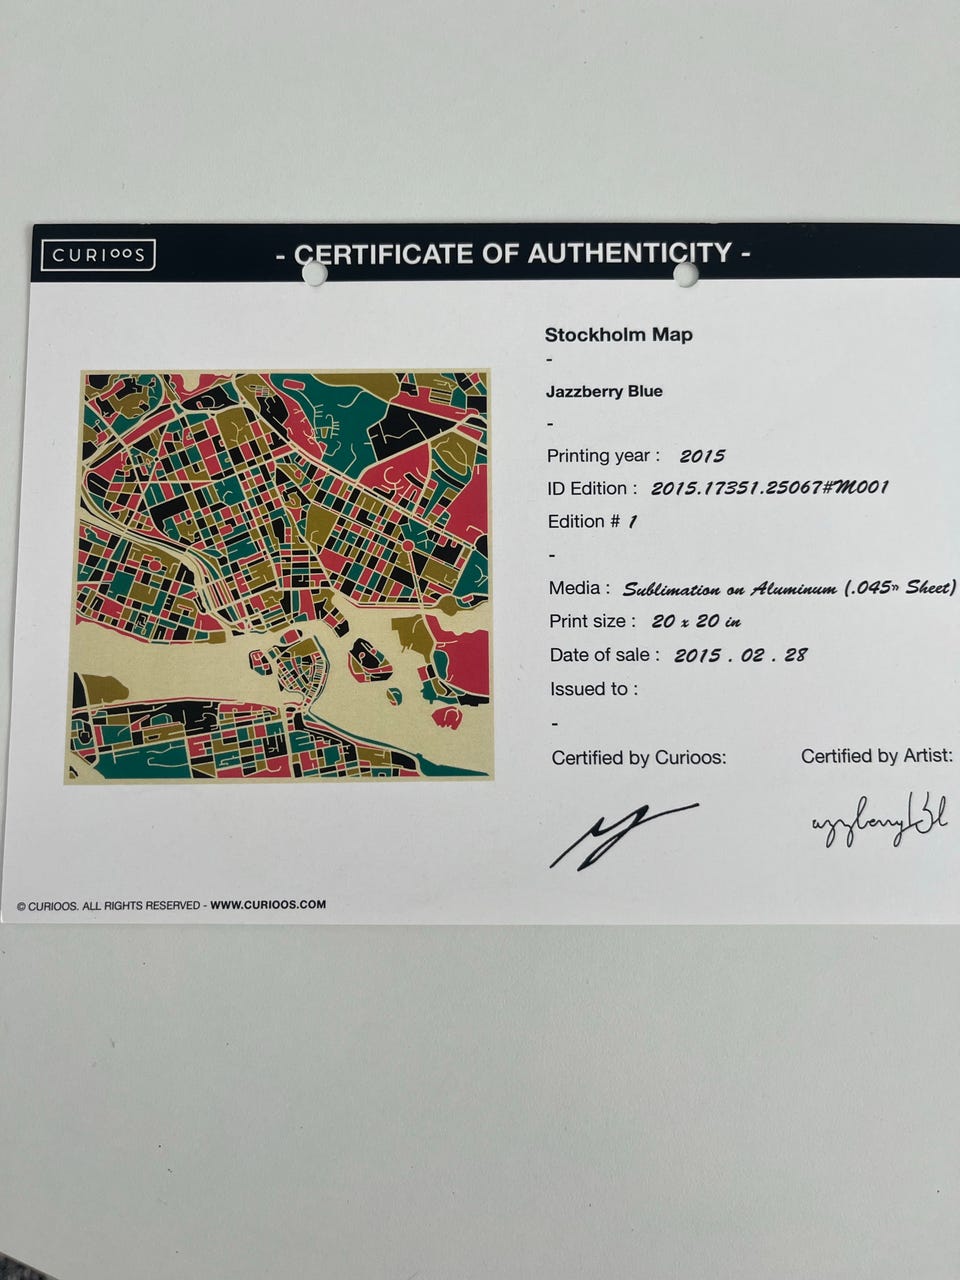 CURIOOS
- CERTIFICATE OF AUTHENTICITY -
Stockholm Map
-
Jazzberry Blue
-
Printing year : 2015
ID Edition : 2015.17351.25067#M001
Edition # 1
-
Media : Sublimation on Aluminum (.045" Sheet)
Print size : 20 x 20 in
Date of sale : 2015 . 02 . 28
Issued to :
-
Certified by Curioos: Certified by Artist:
© CURIOOS. ALL RIGHTS RESERVED - WWW.CURIOOS.COM